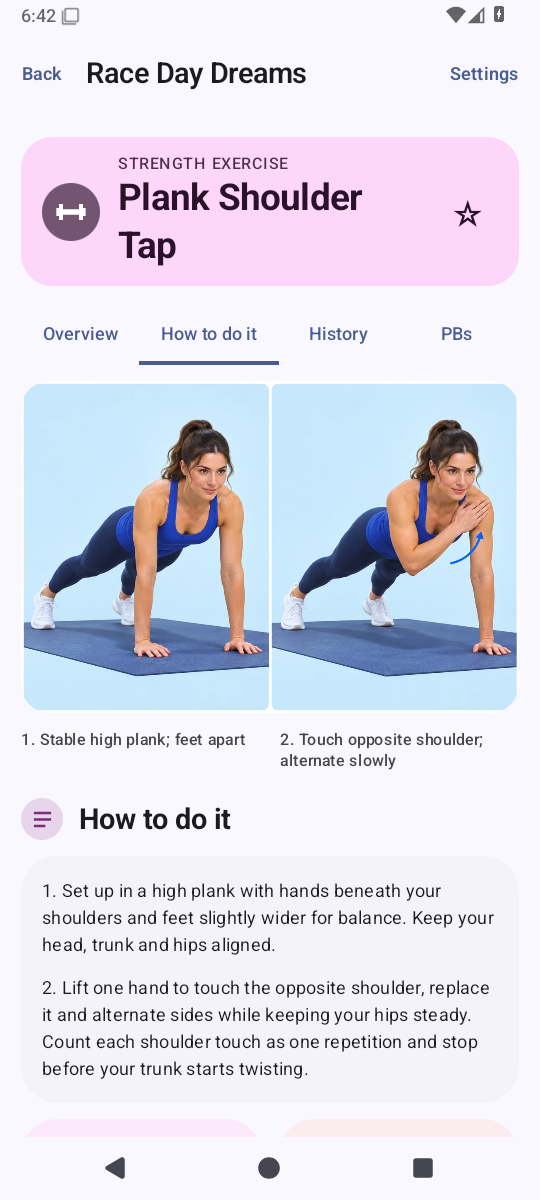 6:42
Back
Race Day Dreams
Settings
STRENGTH EXERCISE
Plank Shoulder
Tap
Overview
How to do it
History
PBs
1. Stable high plank; feet apart
2. Touch opposite shoulder;
alternate slowly
How to do it
1. Set up in a high plank with hands beneath your
shoulders and feet slightly wider for balance. Keep your
head, trunk and hips aligned.
2. Lift one hand to touch the opposite shoulder, replace
it and alternate sides while keeping your hips steady.
Count each shoulder touch as one repetition and stop
before your trunk starts twisting.